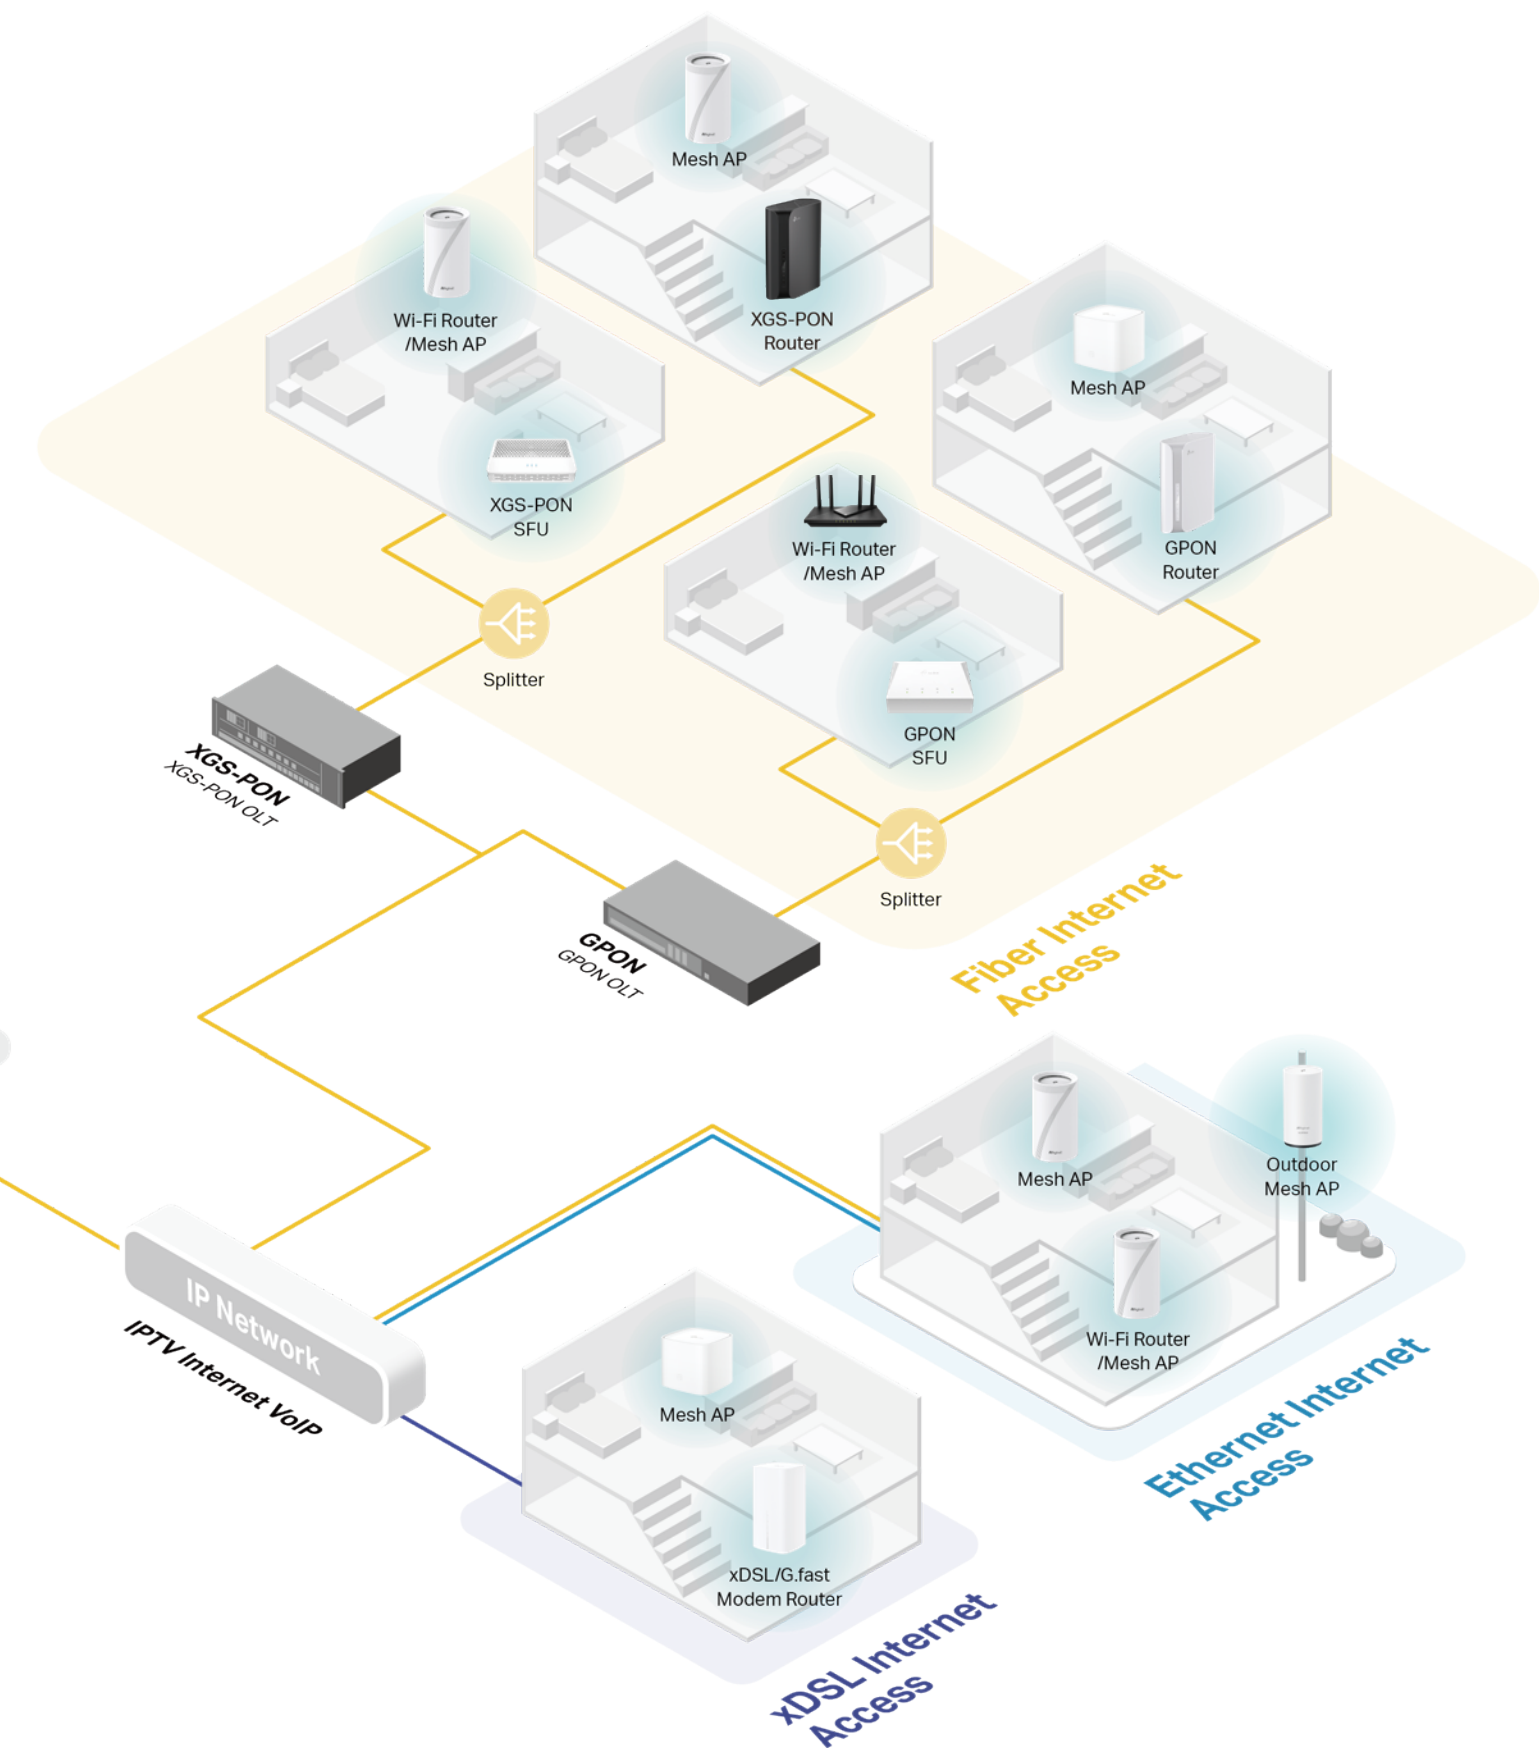 Mesh AP
XGS-PON
Router
Wi-Fi Router
/Mesh AP
XGS-PON
SFU
Mesh AP
GPON
Router
Wi-Fi Router
/Mesh AP
GPON
SFU
Splitter
Splitter
XGS-PON
XGS-PON OLT
GPON
GPON OLT
Fiber Internet
Access
Mesh AP
Outdoor
Mesh AP
Wi-Fi Router
/Mesh AP
Ethernet Internet
Access
IP Network
IPTV Internet VoIP
Mesh AP
xDSL/G.fast
Modem Router
xDSL Internet
Access